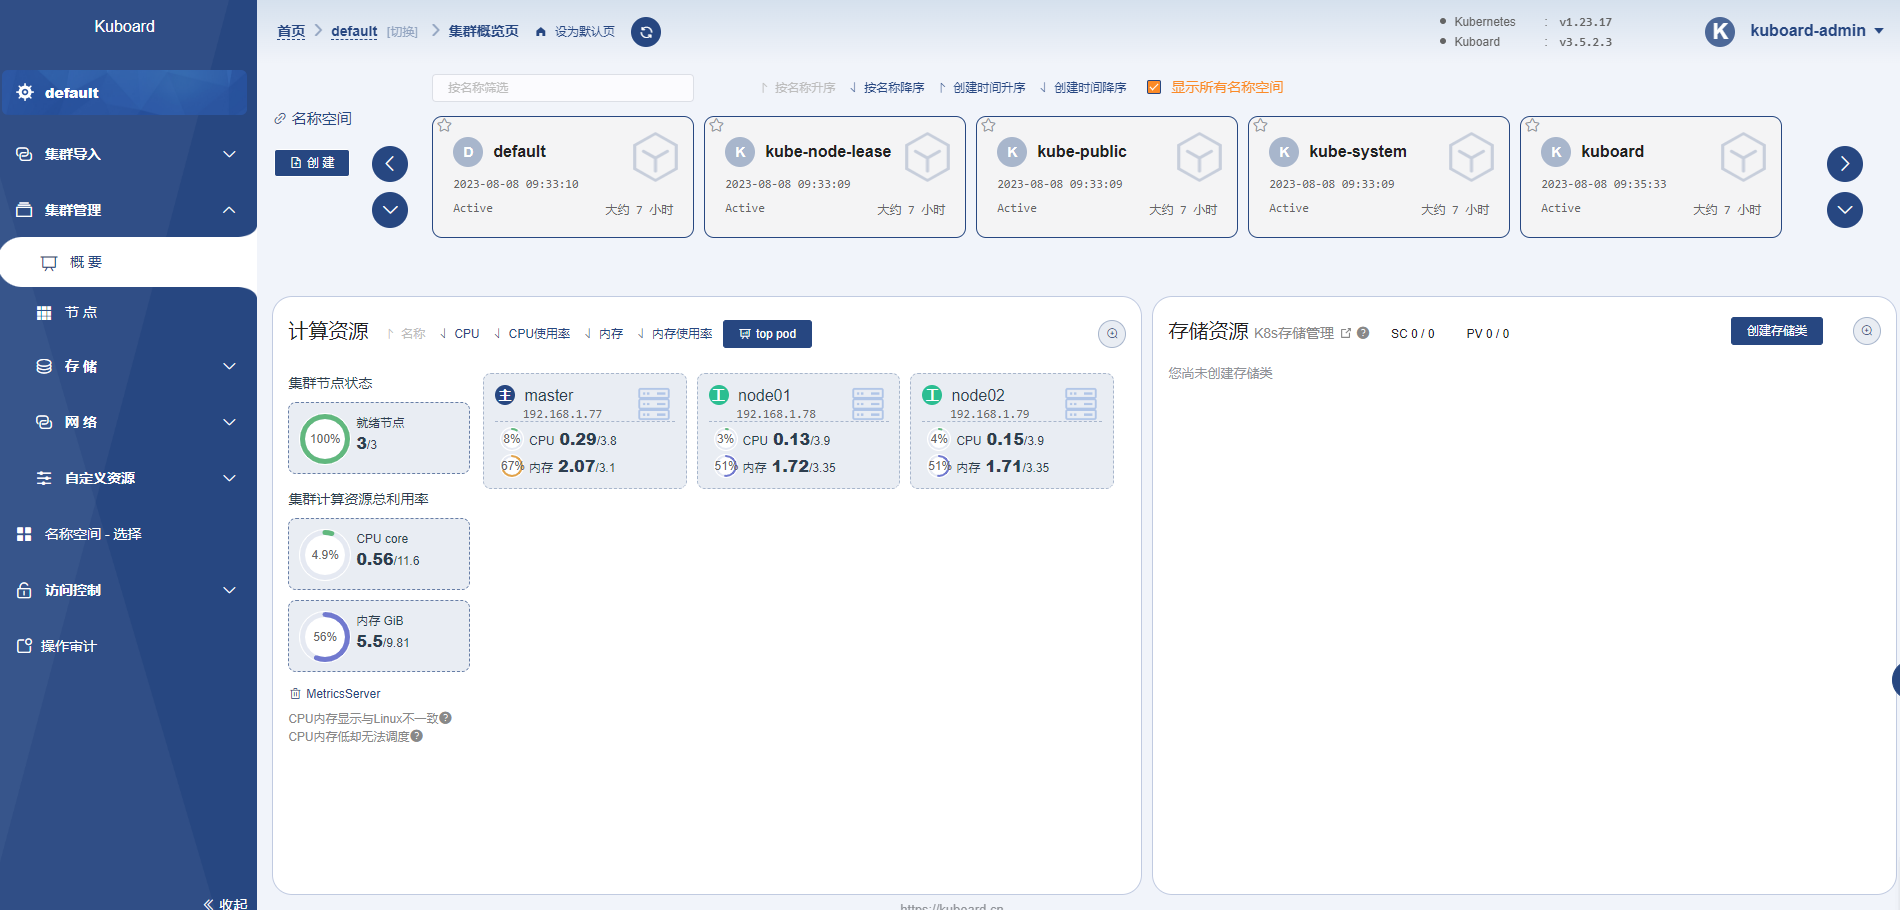 Kuboard
default
集群导入
集群管理
概 要
节 点
存 储
网 络
自定义资源
名称空间 - 选择
访问控制
操作审计
收起
首页 default [切换] 集群概览页 设为默认页
Kubernetes : v1.23.17
Kuboard : v3.5.2.3
K kuboard-admin
按名称筛选
按名称升序 按名称降序 创建时间升序 创建时间降序 显示所有名称空间
名称空间
创 建
D default
2023-08-08 09:33:10
Active 大约 7 小时
K kube-node-lease
2023-08-08 09:33:09
Active 大约 7 小时
K kube-public
2023-08-08 09:33:09
Active 大约 7 小时
K kube-system
2023-08-08 09:33:09
Active 大约 7 小时
K kuboard
2023-08-08 09:35:33
Active 大约 7 小时
计算资源 名称 CPU CPU使用率 内存 内存使用率 top pod
集群节点状态
100%
就绪节点
3/3
集群计算资源总利用率
4.9%
CPU core
0.56/11.6
56%
内存 GiB
5.5/9.81
MetricsServer
CPU内存显示与Linux不一致
CPU内存低却无法调度
主 master
192.168.1.77
8% CPU 0.29/3.8
67% 内存 2.07/3.1
工 node01
192.168.1.78
3% CPU 0.13/3.9
51% 内存 1.72/3.35
工 node02
192.168.1.79
4% CPU 0.15/3.9
51% 内存 1.71/3.35
存储资源 K8s存储管理 SC 0 / 0 PV 0 / 0 创建存储类
您尚未创建存储类
https://kuboard.cn